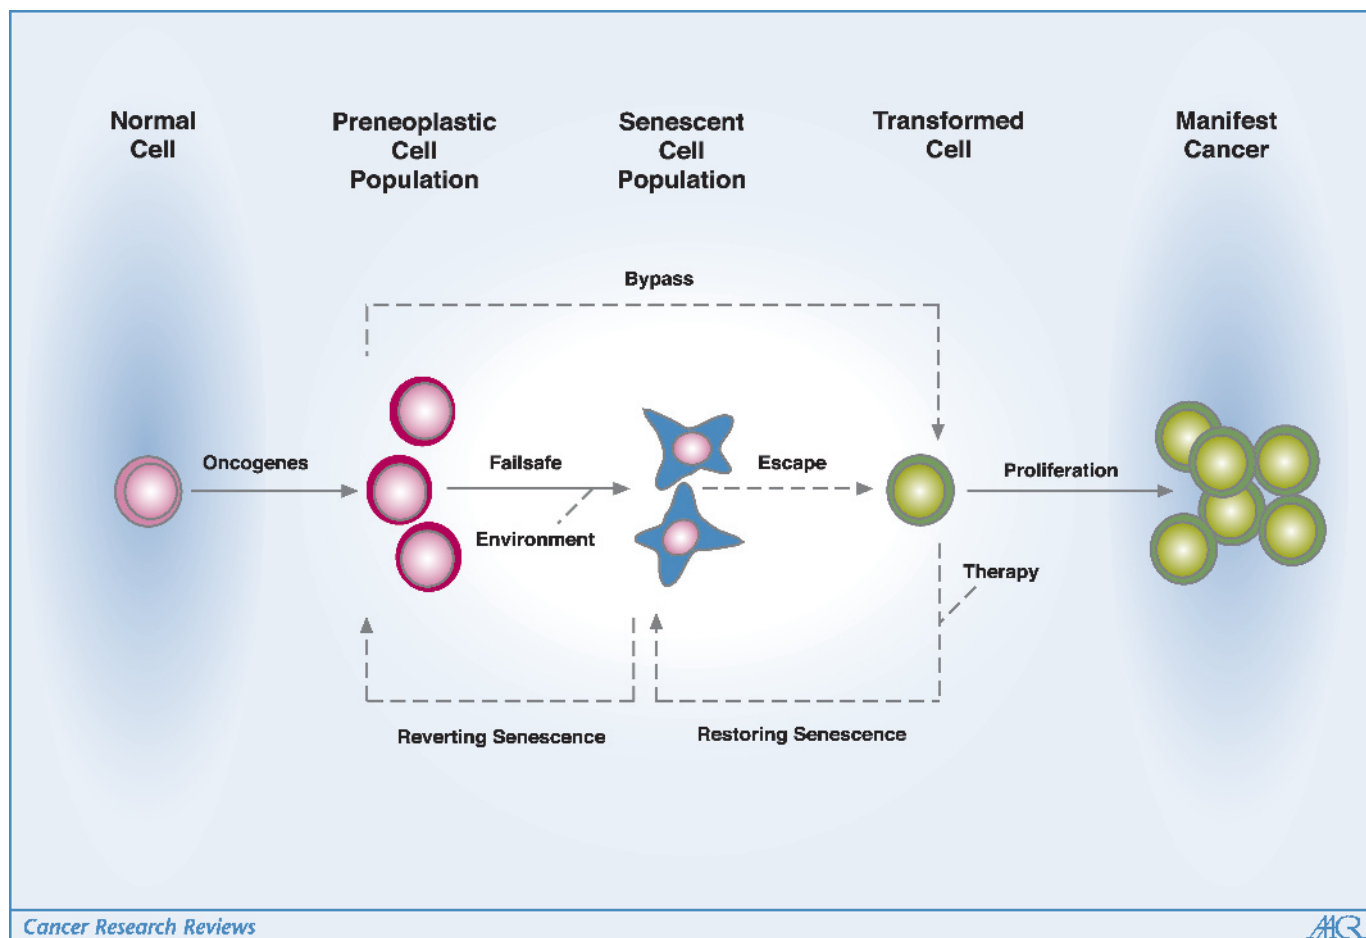 Normal
Cell
Preneoplastic
Cell
Population
Senescent
Cell
Population
Transformed
Cell
Manifest
Cancer
Bypass
Oncogenes
Failsafe
Escape
Proliferation
Environment
Therapy
Reverting Senescence
Restoring Senescence
Cancer Research Reviews
AACR